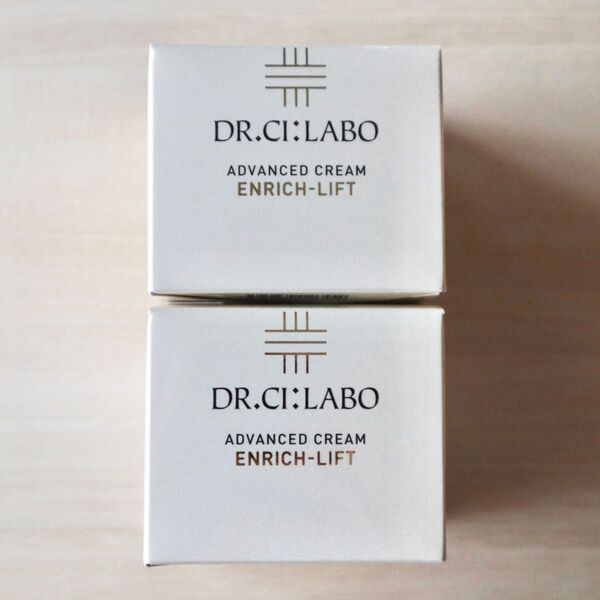 DR.CI:LABO
ADVANCED CREAM
ENRICH-LIFT
DR.CI:LABO
ADVANCED CREAM
ENRICH-LIFT